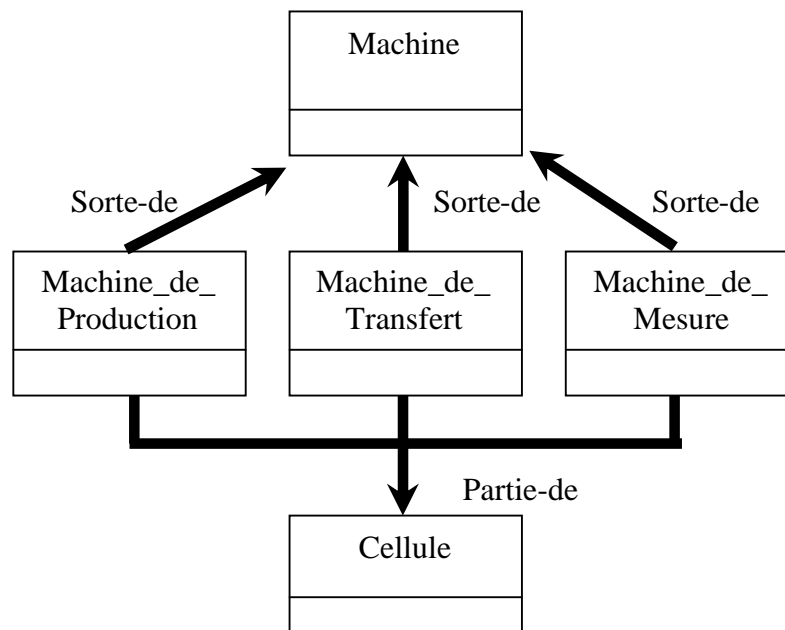 Machine
Sorte-de
Sorte-de
Sorte-de
Machine_de_
Production
Machine_de_
Transfert
Machine_de_
Mesure
Partie-de
Cellule